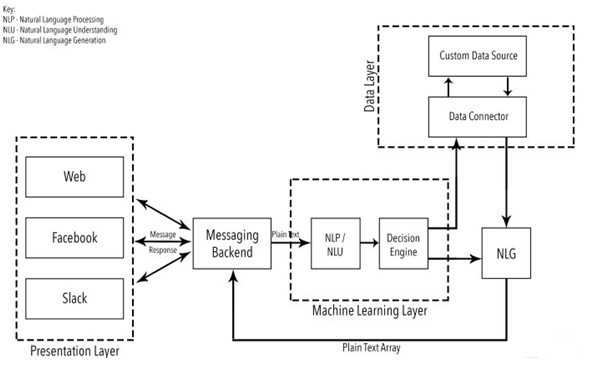 Key:
NLP - Natural Language Processing
NLU - Natural Language Understanding
NLG - Natural Language Generation
Custom Data Source
Data Connector
Data Layer
Web
Facebook
Slack
Presentation Layer
Message
Response
Messaging
Backend
Plain Text
NLP /
NLU
Decision
Engine
Machine Learning Layer
NLG
Plain Text Array